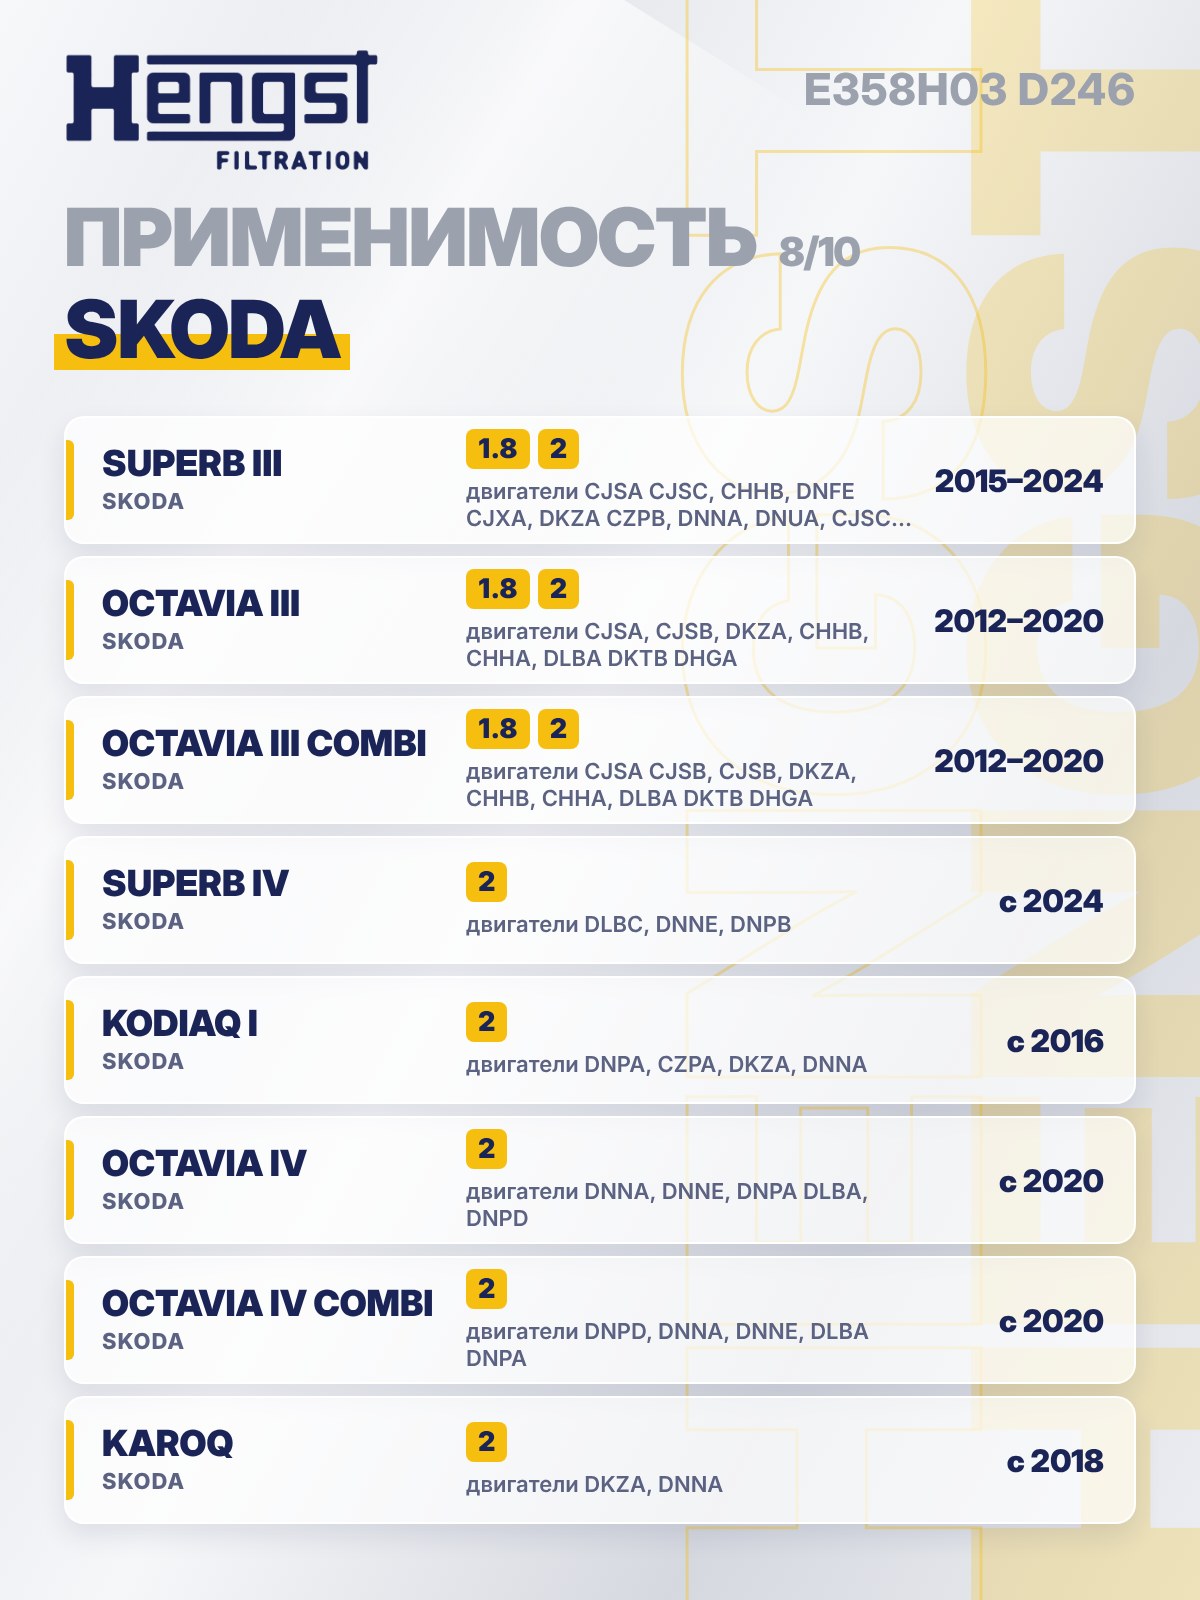 Hengst
FILTRATION
E358H03 D246
ПРИМЕНИМОСТЬ 8/10
SKODA
SUPERB III
SKODA
1.8 2
двигатели CJSA CJSC, CHHB, DNFE
CJXA, DKZA CZPB, DNNA, DNUA, CJSC...
2015–2024
OCTAVIA III
SKODA
1.8 2
двигатели CJSA, CJSB, DKZA, CHHB,
CHHA, DLBA DKTB DHGA
2012–2020
OCTAVIA III COMBI
SKODA
1.8 2
двигатели CJSA CJSB, CJSB, DKZA,
CHHB, CHHA, DLBA DKTB DHGA
2012–2020
SUPERB IV
SKODA
2
двигатели DLBC, DNNE, DNPB
с 2024
KODIAQ I
SKODA
2
двигатели DNPA, CZPA, DKZA, DNNA
с 2016
OCTAVIA IV
SKODA
2
двигатели DNNA, DNNE, DNPA DLBA,
DNPD
с 2020
OCTAVIA IV COMBI
SKODA
2
двигатели DNPD, DNNA, DNNE, DLBA
DNPA
с 2020
KAROQ
SKODA
2
двигатели DKZA, DNNA
с 2018
HENGST
HENGST